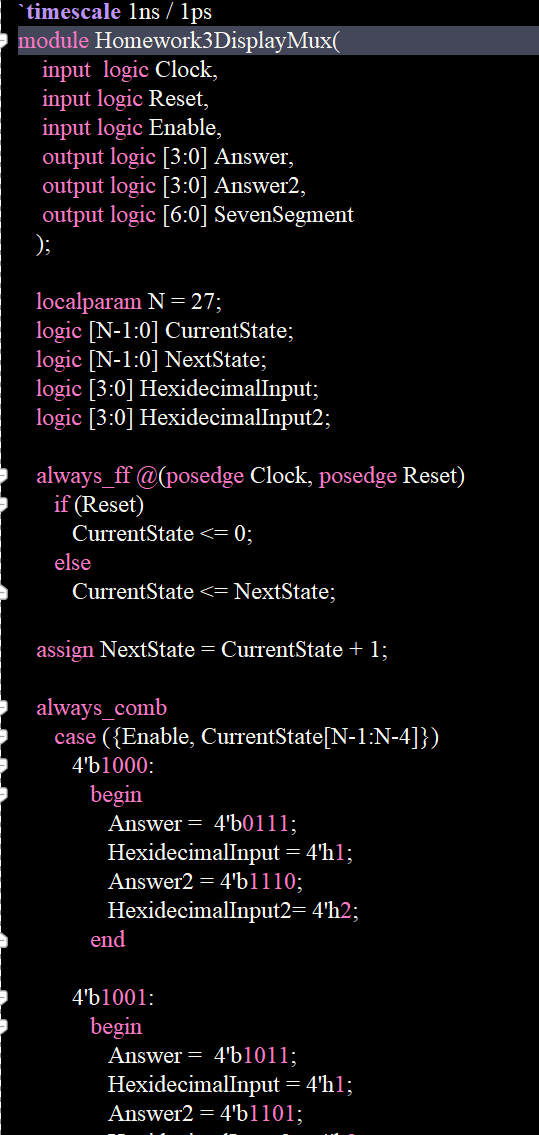 `timescale 1ns / 1ps
module Homework3DisplayMux(
input  logic Clock,
input logic Reset,
input logic Enable,
output logic [3:0] Answer,
output logic [3:0] Answer2,
output logic [6:0] SevenSegment
);
localparam N = 27;
logic [N-1:0] CurrentState;
logic [N-1:0] NextState;
logic [3:0] HexidecimalInput;
logic [3:0] HexidecimalInput2;
always_ff @(posedge Clock, posedge Reset)
if (Reset)
CurrentState <= 0;
else
CurrentState <= NextState;
assign NextState = CurrentState + 1;
always_comb
case ({Enable, CurrentState[N-1:N-4]})
4'b1000:
begin
Answer =  4'b0111;
HexidecimalInput = 4'h1;
Answer2 = 4'b1110;
HexidecimalInput2= 4'h2;
end
4'b1001:
begin
Answer =  4'b1011;
HexidecimalInput = 4'h1;
Answer2 = 4'b1101;